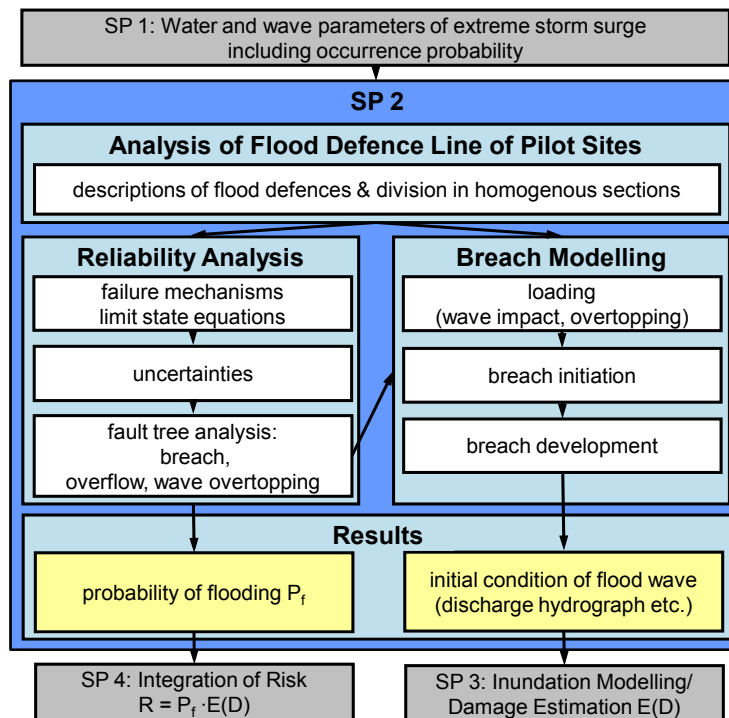 SP 1: Water and wave parameters of extreme storm surge
including occurrence probability
SP 2
Analysis of Flood Defence Line of Pilot Sites
descriptions of flood defences & division in homogenous sections
Reliability Analysis
failure mechanisms
limit state equations
uncertainties
fault tree analysis:
breach,
overflow, wave overtopping
Breach Modelling
loading
(wave impact, overtopping)
breach initiation
breach development
Results
probability of flooding P_f
initial condition of flood wave
(discharge hydrograph etc.)
SP 4: Integration of Risk
R = P_f ·E(D)
SP 3: Inundation Modelling/
Damage Estimation E(D)